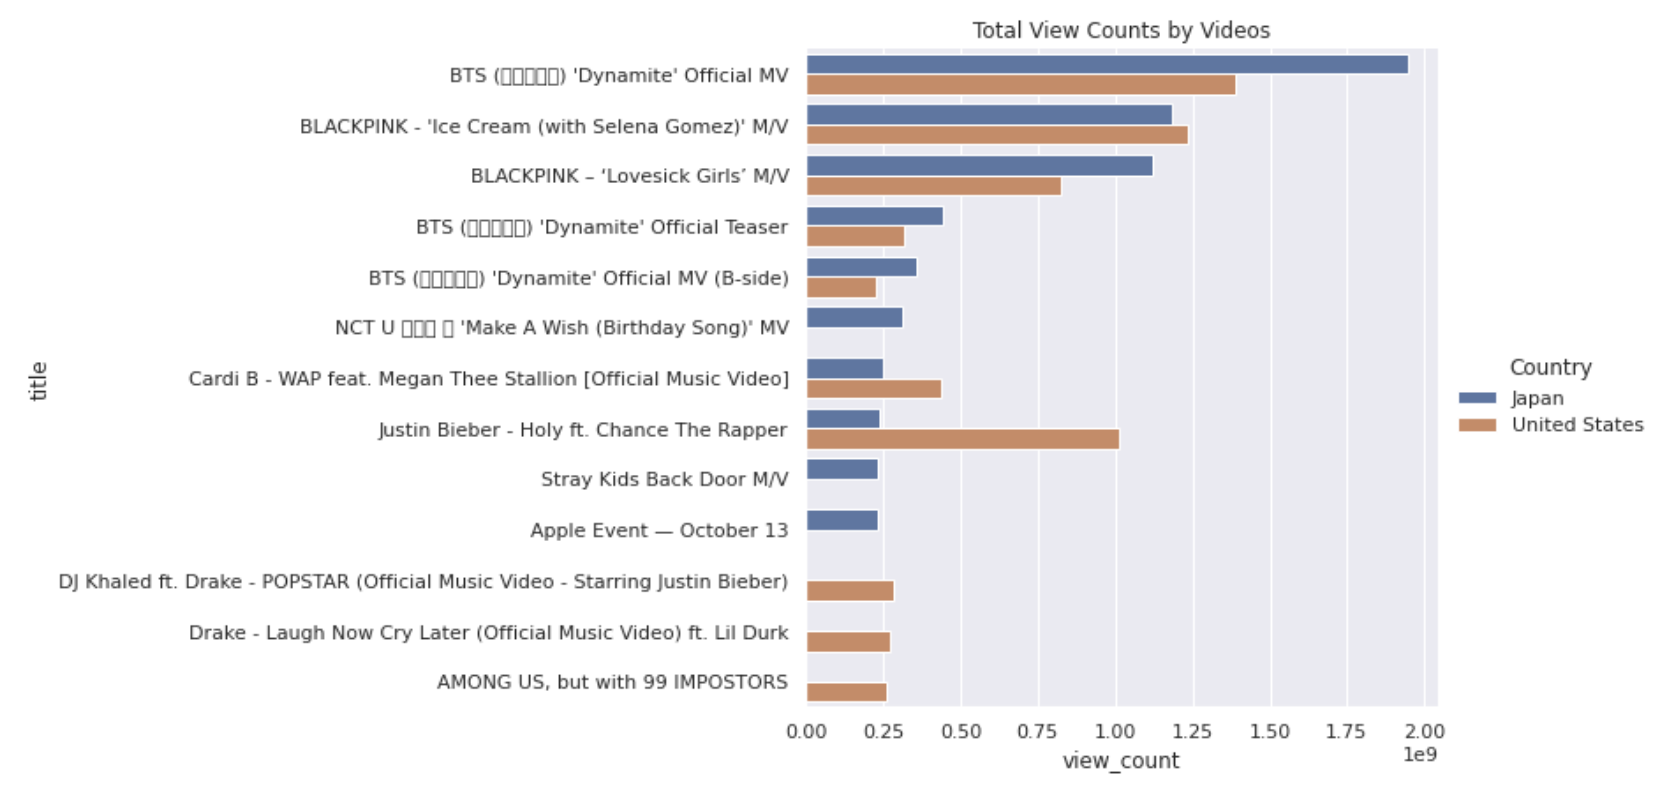 Total View Counts by Videos
BTS (▯▯▯▯▯) 'Dynamite' Official MV
BLACKPINK - 'Ice Cream (with Selena Gomez)' M/V
BLACKPINK – ‘Lovesick Girls’ M/V
BTS (▯▯▯▯▯) 'Dynamite' Official Teaser
BTS (▯▯▯▯▯) 'Dynamite' Official MV (B-side)
NCT U ▯▯▯ ▯ 'Make A Wish (Birthday Song)' MV
Cardi B - WAP feat. Megan Thee Stallion [Official Music Video]
Justin Bieber - Holy ft. Chance The Rapper
Stray Kids Back Door M/V
Apple Event — October 13
DJ Khaled ft. Drake - POPSTAR (Official Music Video - Starring Justin Bieber)
Drake - Laugh Now Cry Later (Official Music Video) ft. Lil Durk
AMONG US, but with 99 IMPOSTORS
title
0.00 0.25 0.50 0.75 1.00 1.25 1.50 1.75 2.00
1e9
view_count
Country
Japan
United States